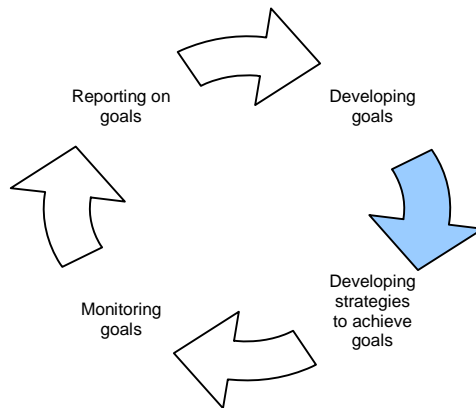 Reporting on
goals
Developing
goals
Developing
strategies
to achieve
goals
Monitoring
goals